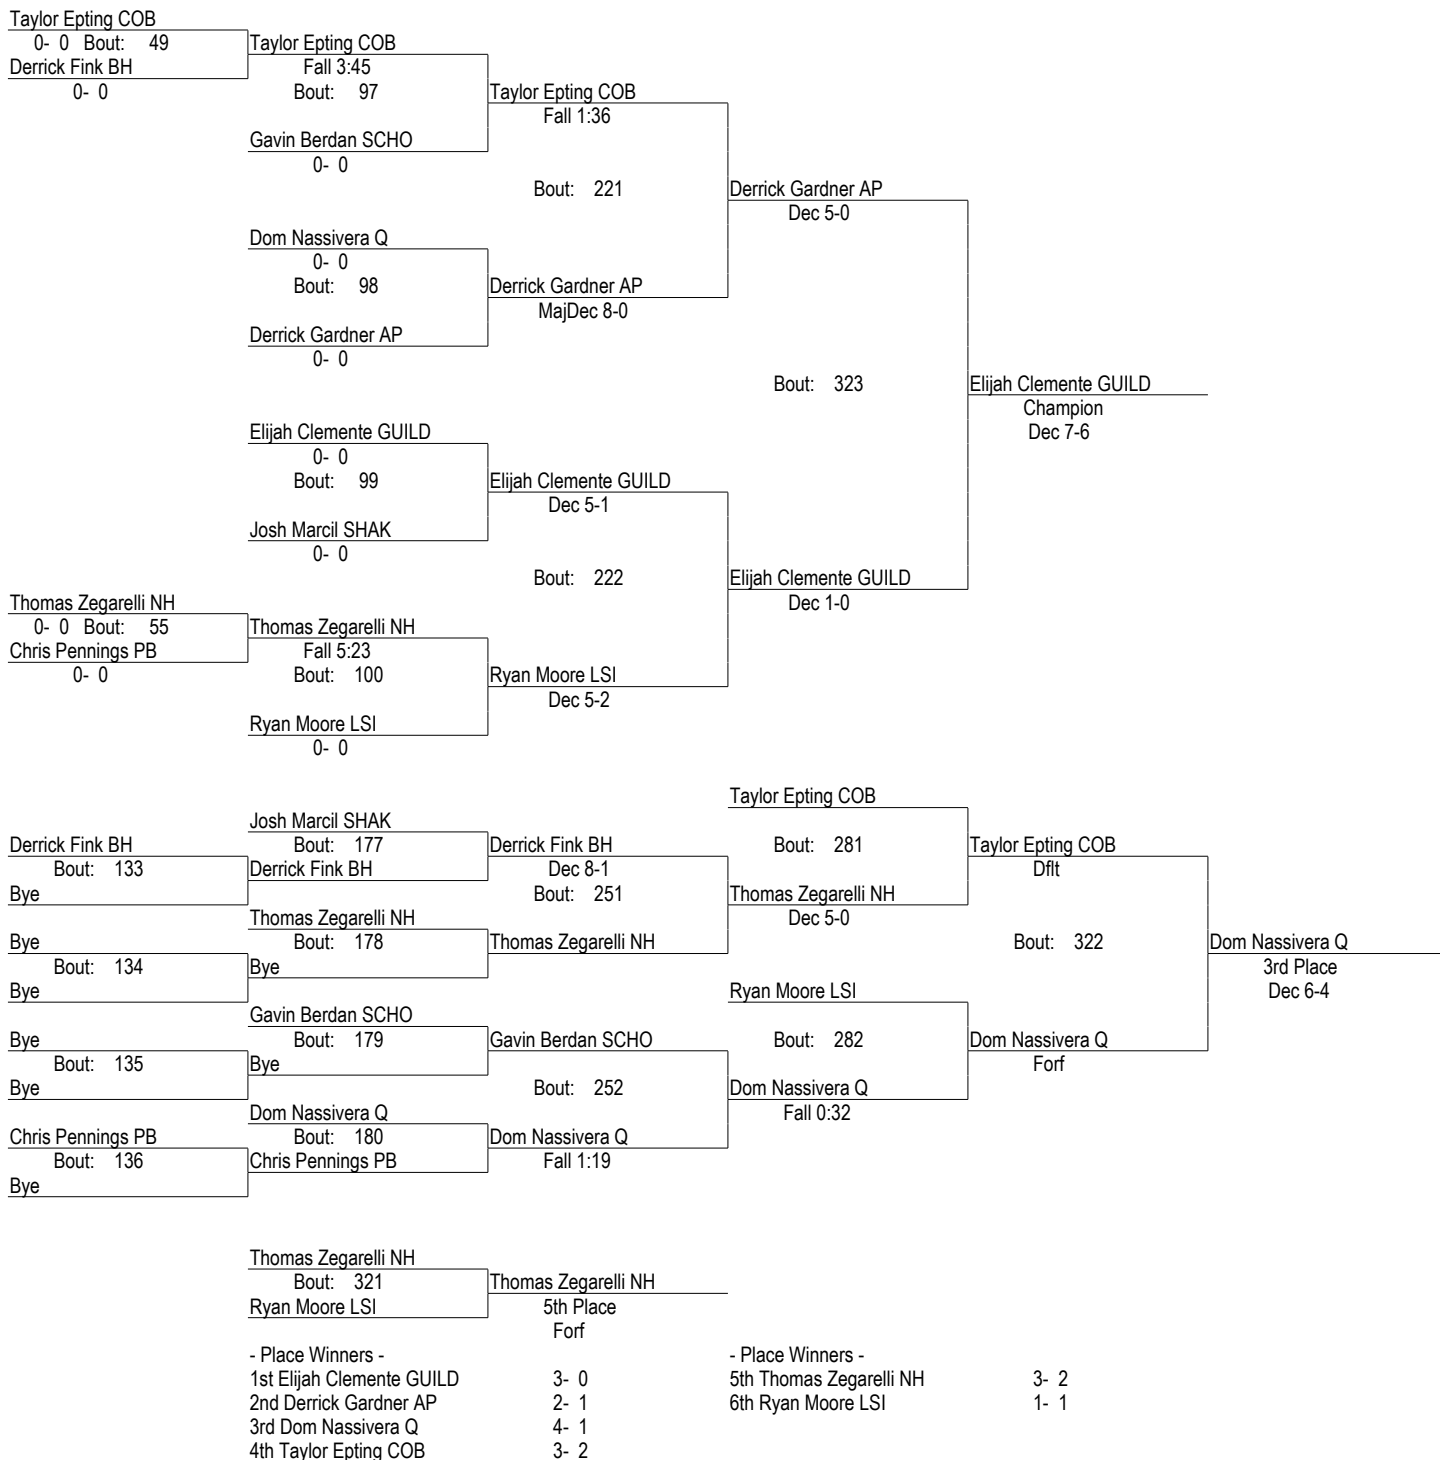 Taylor Epting COB
0- 0 Bout: 49 Taylor Epting COB
Derrick Fink BH Fall 3:45
0- 0 Bout: 97 Taylor Epting COB
Fall 1:36
Gavin Berdan SCHO
0- 0
Bout: 221 Derrick Gardner AP
Dec 5-0
Dom Nassivera Q
0- 0
Bout: 98 Derrick Gardner AP
MajDec 8-0
Derrick Gardner AP
0- 0
Bout: 323 Elijah Clemente GUILD
Champion
Elijah Clemente GUILD Dec 7-6
0- 0
Bout: 99 Elijah Clemente GUILD
Dec 5-1
Josh Marcil SHAK
0- 0
Bout: 222 Elijah Clemente GUILD
Thomas Zegarelli NH Dec 1-0
0- 0 Bout: 55 Thomas Zegarelli NH
Chris Pennings PB Fall 5:23
0- 0 Bout: 100 Ryan Moore LSI
Dec 5-2
Ryan Moore LSI
0- 0
Taylor Epting COB
Josh Marcil SHAK
Derrick Fink BH Bout: 177 Derrick Fink BH Bout: 281 Taylor Epting COB
Bout: 133 Derrick Fink BH Dec 8-1 Dflt
Bye Bout: 251 Thomas Zegarelli NH
Thomas Zegarelli NH Dec 5-0
Bye Bout: 178 Thomas Zegarelli NH Bout: 322 Dom Nassivera Q
Bout: 134 Bye 3rd Place
Bye Ryan Moore LSI Dec 6-4
Gavin Berdan SCHO
Bye Bout: 179 Gavin Berdan SCHO Bout: 282 Dom Nassivera Q
Bout: 135 Bye Forf
Bye Bout: 252 Dom Nassivera Q
Dom Nassivera Q Fall 0:32
Chris Pennings PB Bout: 180 Dom Nassivera Q
Bout: 136 Chris Pennings PB Fall 1:19
Bye
Thomas Zegarelli NH
Bout: 321 Thomas Zegarelli NH
Ryan Moore LSI 5th Place
Forf
- Place Winners - - Place Winners -
1st Elijah Clemente GUILD 3- 0 5th Thomas Zegarelli NH 3- 2
2nd Derrick Gardner AP 2- 1 6th Ryan Moore LSI 1- 1
3rd Dom Nassivera Q 4- 1
4th Taylor Epting COB 3- 2